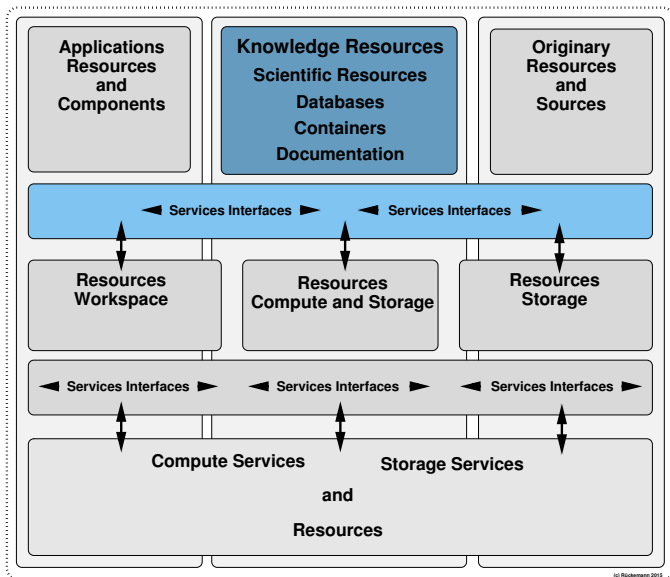 Applications
Resources
and
Components
Knowledge Resources
Scientific Resources
Databases
Containers
Documentation
Originary
Resources
and
Sources
Services Interfaces
Services Interfaces
Resources
Workspace
Resources
Compute and Storage
Resources
Storage
Services Interfaces
Services Interfaces
Services Interfaces
Compute Services
Storage Services
and
Resources
(c) Rückemann 2015